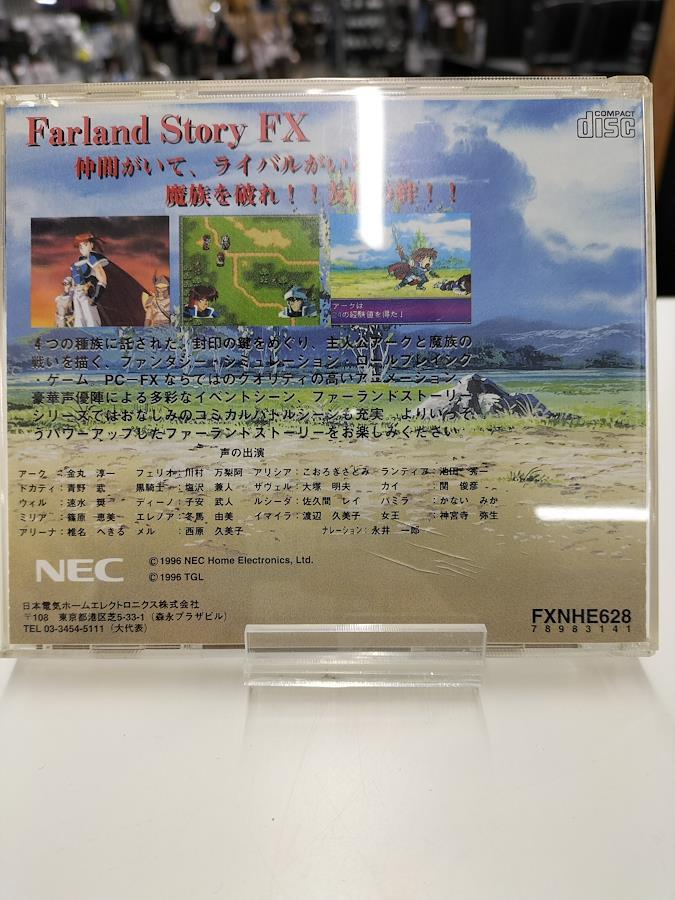 Farland Story FX
COMPACT
disc
仲間がいて、ライバルがい
魔族を破れ！！ 絆！！
アークは
の経験値を得た！
4つの種族に託された、封印の鍵をめぐり、主人公アークと魔族の
戦いを描く、ファンタジー・シミュレーション・ロールプレイング
・ゲーム。PC-FXならではのクオリティの高いアニメーション、
豪華声優陣による多彩なイベントシーン、ファーランドストーリー
シリーズではおなじみのコミカルバトルシーンも充実。よりいっそ
うパワーアップしたファーランドストーリーをお楽しみください。
声の出演
アーク：金丸 淳一 フェリオ：川村 万梨阿 アリシア：こおろぎさとみ ランティア：池田 秀一
ドカティ：青野 武 黒騎士：塩沢 兼人 ザヴェル：大塚 明夫 カイ：関 俊彦
ウィル：速水 奨 ティーノ：子安 武人 ルシーダ：佐久間 レイ パミラ：かない みか
ミリア：篠原 恵美 エレノア：冬馬 由美 イマイラ：渡辺 久美子 女王：神宮寺 弥生
アリーナ：椎名 へきる メル：西原 久美子 ナレーション：永井 一郎
NEC
©1996 NEC Home Electronics, Ltd.
©1996 TGL
日本電気ホームエレクトロニクス株式会社
〒108 東京都港区芝5-33-1（森永プラザビル）
TEL 03-3454-5111（大代表）
FXNHE628
78983141